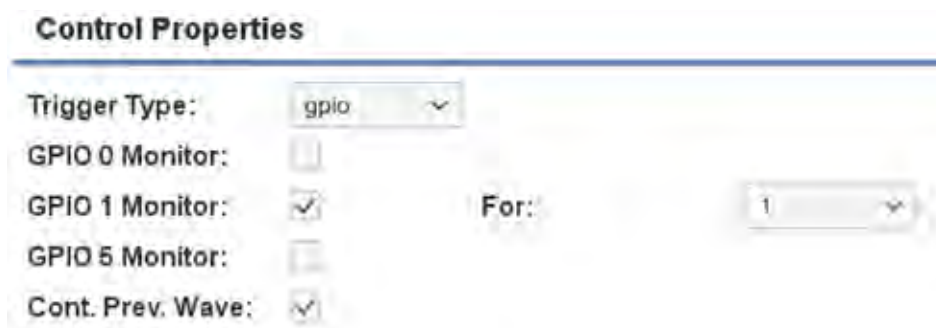 Control Properties
Trigger Type: gpio
GPIO 0 Monitor:
GPIO 1 Monitor: For: 1
GPIO 5 Monitor:
Cont. Prev. Wave: